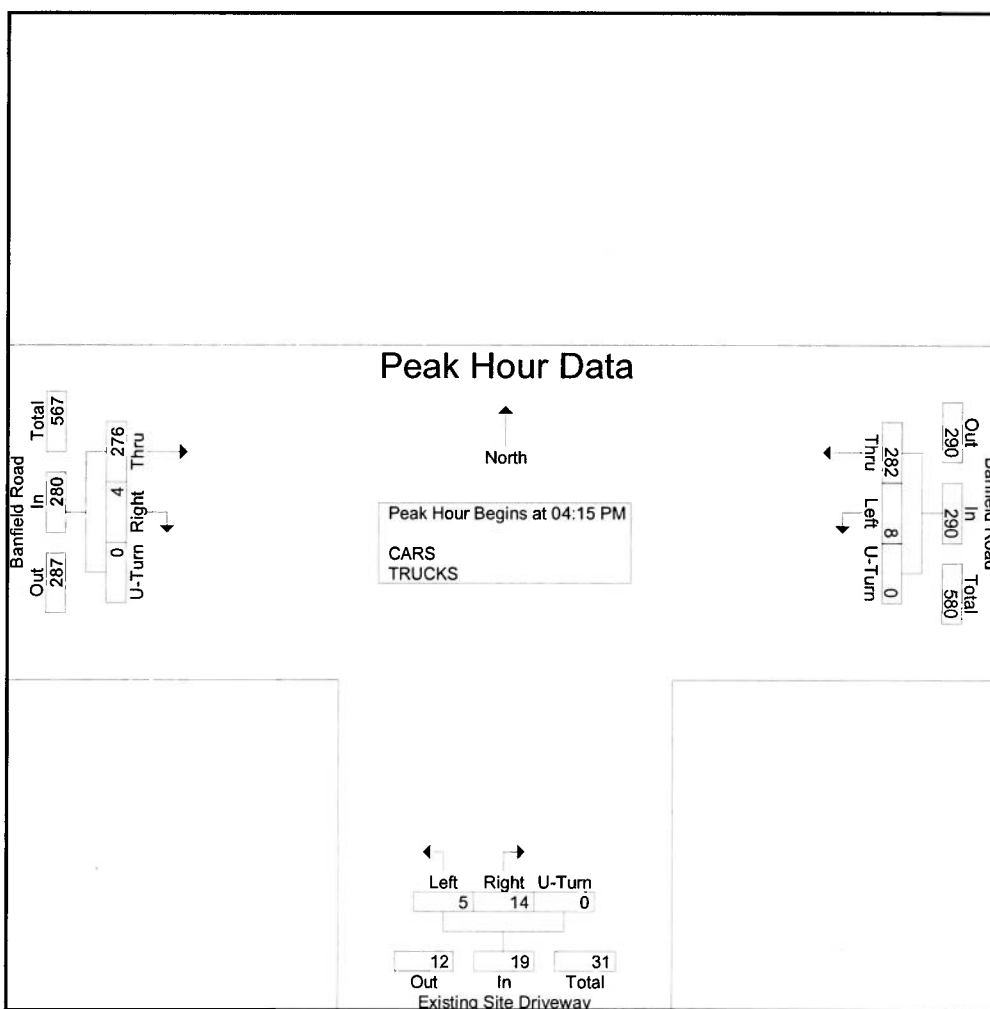 Peak Hour Data
North
Peak Hour Begins at 04:15 PM
CARS
TRUCKS
Banfield Road
Out In Total
287 280 567
0 4 276
U-Turn Right Thru
Banfield Road
Out In Total
290 290 580
282 8 0
Thru Left U-Turn
Left Right U-Turn
5 14 0
12 19 31
Out In Total
Existing Site Driveway